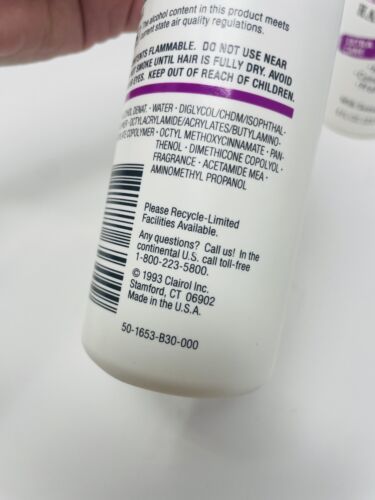 The alcohol content in this product meets
current state air quality regulations.
FLAMMABLE. DO NOT USE NEAR
SMOKE UNTIL HAIR IS FULLY DRY. AVOID
EYES. KEEP OUT OF REACH OF CHILDREN.
DENAT. • WATER • DIGLYCOL/CHDM/ISOPHTHAL-
OCTYLACRYLAMIDE/ACRYLATES/BUTYLAMINO-
COPOLYMER • OCTYL METHOXYCINNAMATE • PAN-
THENOL • DIMETHICONE COPOLYOL •
FRAGRANCE • ACETAMIDE MEA •
AMINOMETHYL PROPANOL
Please Recycle-Limited
Facilities Available.
Any questions? Call us! In the
continental U.S. call toll-free
1-800-223-5800.
© 1993 Clairol Inc.
Stamford, CT 06902
Made in the U.S.A.
50-1653-B30-000